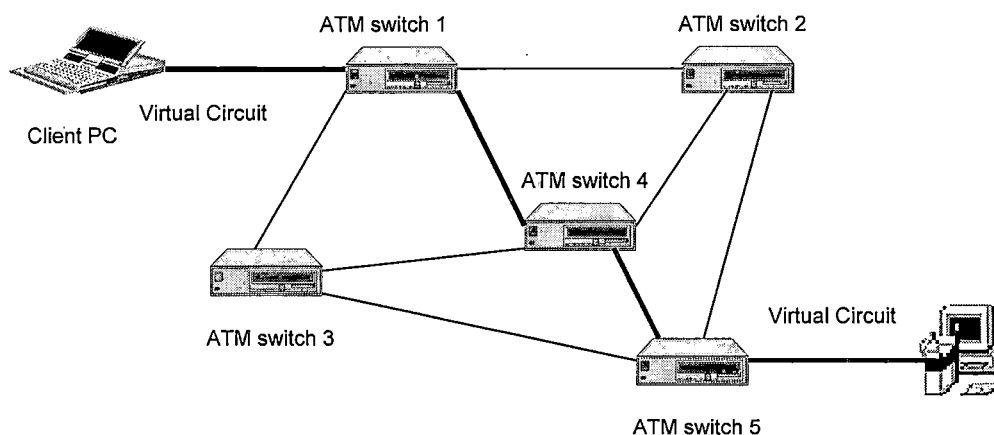 ATM switch 1
ATM switch 2
Virtual Circuit
Client PC
ATM switch 4
ATM switch 3
Virtual Circuit
ATM switch 5